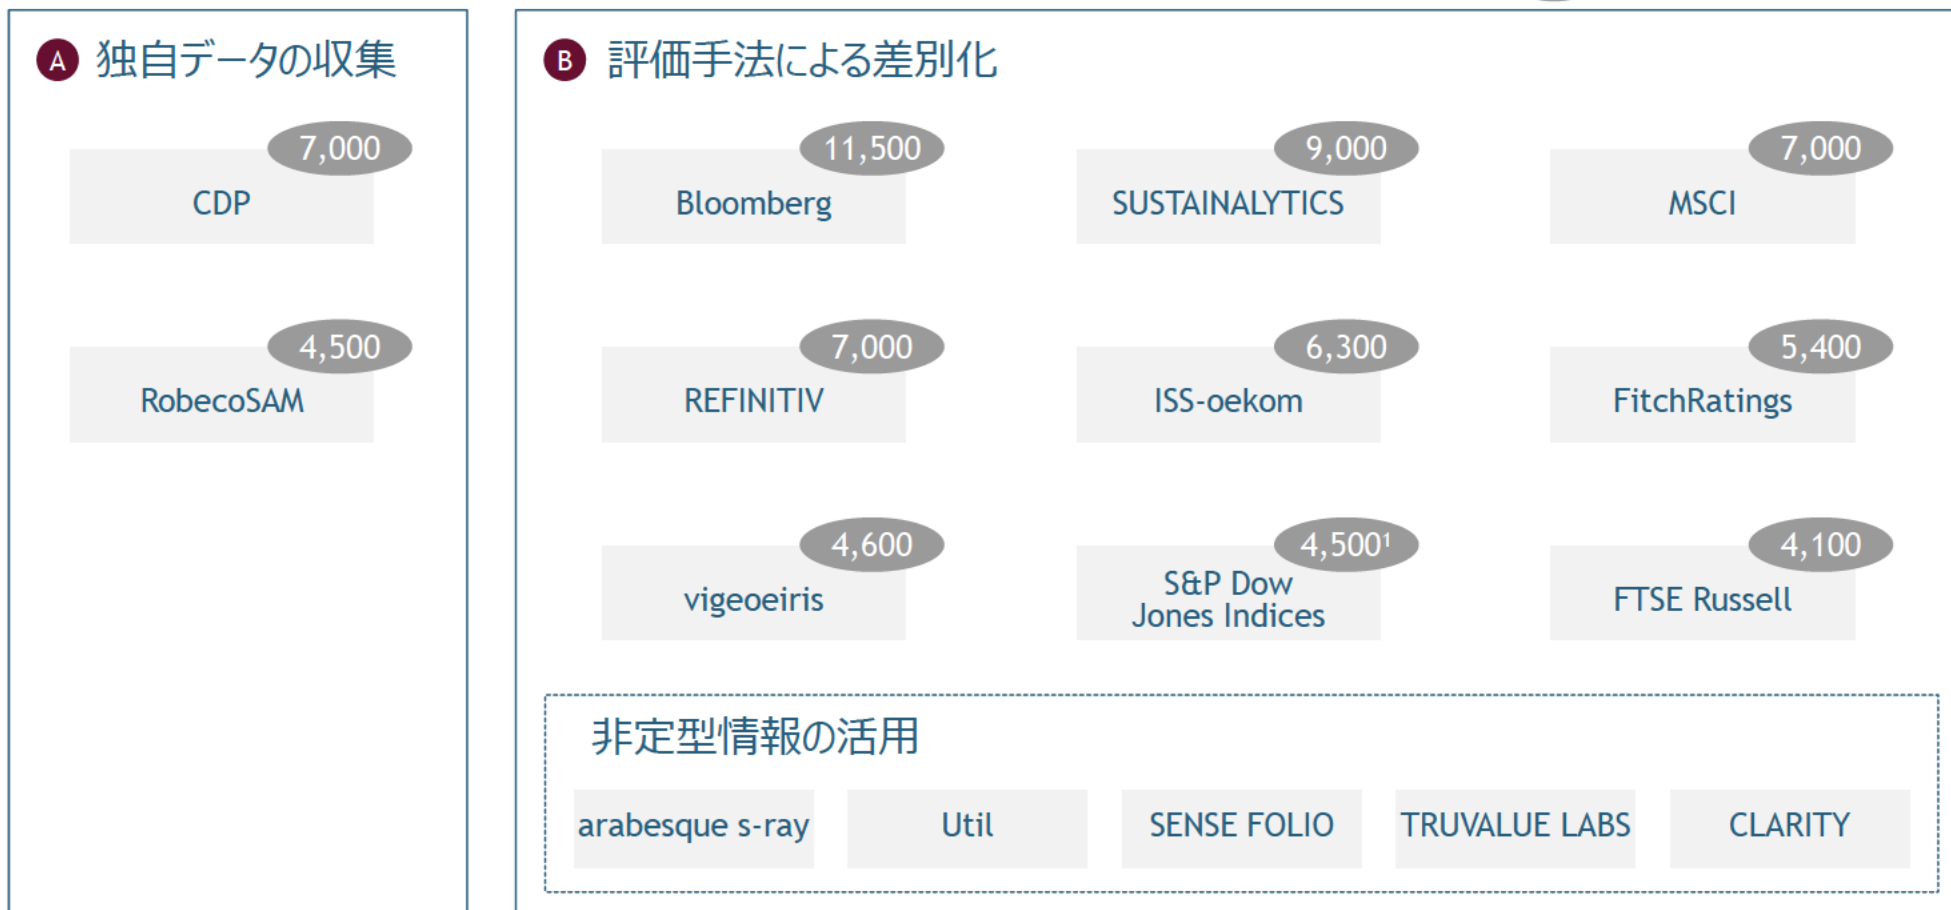 A 独自データの収集
7,000
CDP
4,500
RobecoSAM
B 評価手法による差別化
11,500
Bloomberg
9,000
SUSTAINALYTICS
7,000
MSCI
7,000
REFINITIV
6,300
ISS-oekom
5,400
FitchRatings
4,600
vigeoeiris
4,500¹
S&P Dow
Jones Indices
4,100
FTSE Russell
非定型情報の活用
arabesque s-ray
Util
SENSE FOLIO
TRUVALUE LABS
CLARITY